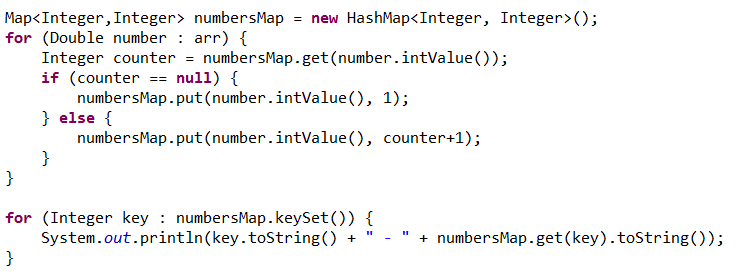 Map<Integer,Integer> numbersMap = new HashMap<Integer, Integer>();
for (Double number : arr) {
    Integer counter = numbersMap.get(number.intValue());
    if (counter == null) {
        numbersMap.put(number.intValue(), 1);
    } else {
        numbersMap.put(number.intValue(), counter+1);
    }
}

for (Integer key : numbersMap.keySet()) {
    System.out.println(key.toString() + " - " + numbersMap.get(key).toString());
}